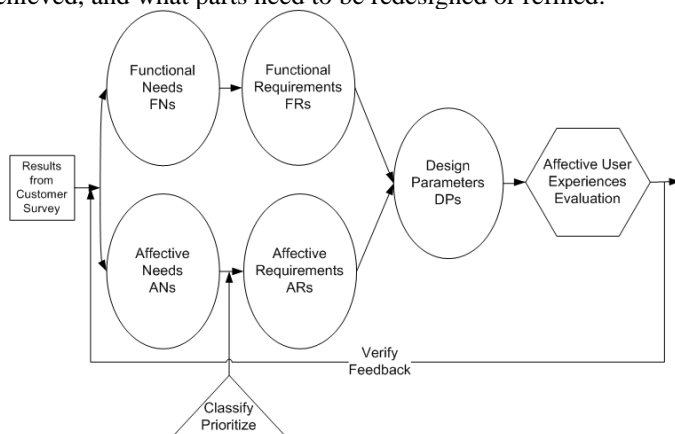 and what parts need to be redesigned or refined.
Functional
Needs
FNs
Functional
Requirements
FRs
Results
from
Customer
Survey
Design
Parameters
DPs
Affective User
Experiences
Evaluation
Affective
Needs
ANs
Affective
Requirements
ARs
Verify
Feedback
Classify
Prioritize